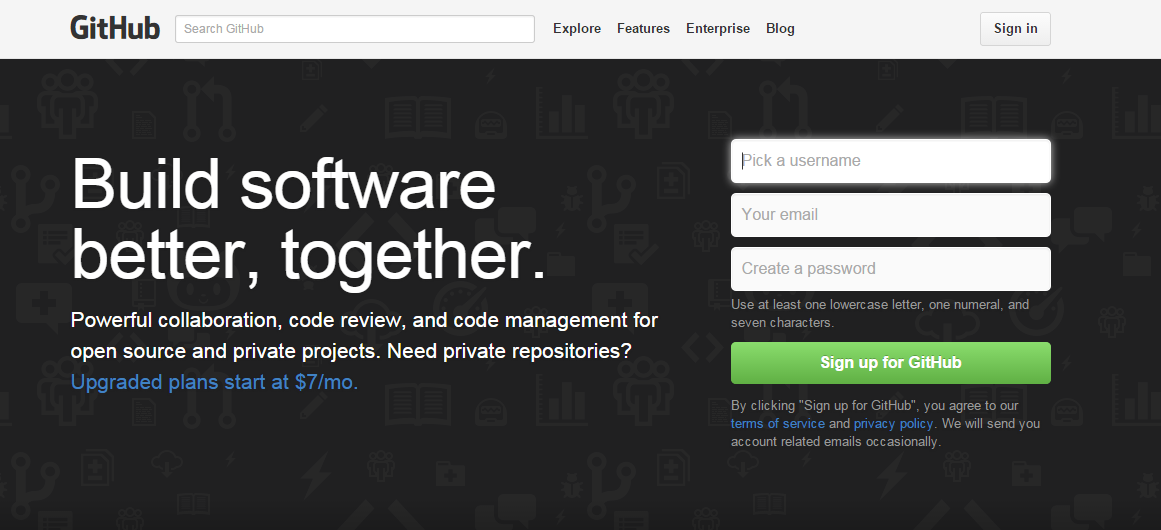 GitHub
Search GitHub
Explore
Features
Enterprise
Blog
Sign in
Build software
better, together.
Powerful collaboration, code review, and code management for
open source and private projects. Need private repositories?
Upgraded plans start at $7/mo.
Pick a username
Your email
Create a password
Use at least one lowercase letter, one numeral, and
seven characters.
Sign up for GitHub
By clicking "Sign up for GitHub", you agree to our
terms of service and privacy policy. We will send you
account related emails occasionally.